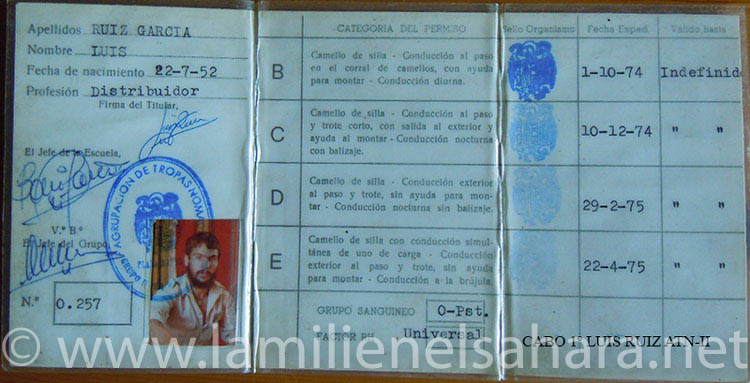 Apellidos RUIZ GARCIA
Nombre LUIS
Fecha de nacimiento 22-7-52
Profesión Distribuidor
Firma del Titular,
El Jefe de la Escuela,
V.º B.º
El Jefe del Grupo,
N.º 0.257
AGRUPACION DE TROPAS NOMA
GRUPO
CATEGORIA DEL PERMISO
Sello Organismo
Fecha Exped.
Válido hasta
B
Camello de silla - Conducción al paso
en el corral de camellos, con ayuda
para montar - Conducción diurna.
1-10-74
Indefinid
C
Camello de silla - Conducción al paso
y trote corto, con salida al exterior y
ayuda al montar - Conducción nocturna
con balizaje.
10-12-74
" "
D
Camello de silla - Conducción exterior
al paso y trote, sin ayuda para mon-
tar - Conducción nocturna sin balizaje.
29-2-75
" "
E
Camello de silla con conducción simul-
tánea de uno de carga - Conducción
exterior al paso y trote, sin ayuda
para montar - Conducción a la brújula.
22-4-75
" "
GRUPO SANGUINEO O-Pst.
FACTOR RH Universal
CABO 1º LUIS RUIZ ATN-II
© www.lamilienelsahara.net